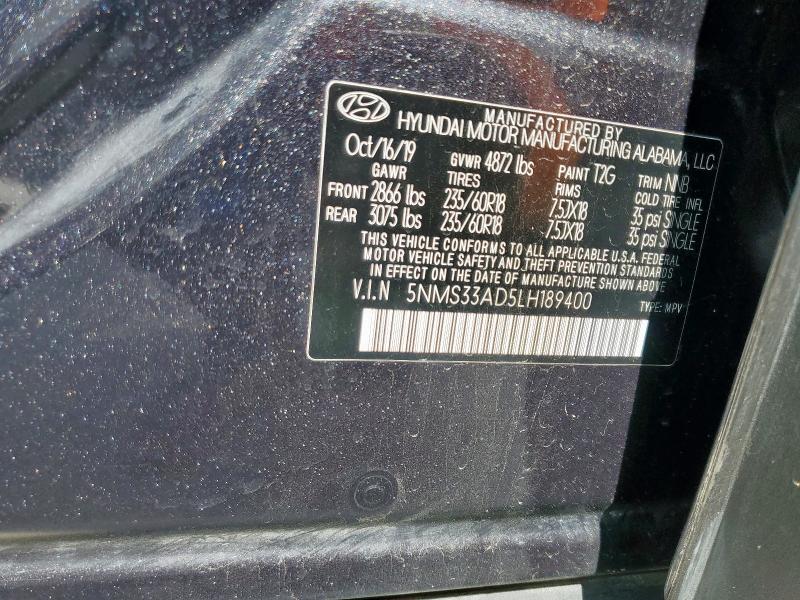 MANUFACTURED BY
HYUNDAI MOTOR MANUFACTURING ALABAMA, LLC
Oct/16/19 GVWR 4872 lbs PAINT T2G TRIM NNB
GAWR TIRES RIMS COLD TIRE INFL
FRONT 2866 lbs 235/60R18 7.5JX18 35 psi SINGLE
REAR 3075 lbs 235/60R18 7.5JX18 35 psi SINGLE
THIS VEHICLE CONFORMS TO ALL APPLICABLE U.S.A. FEDERAL
MOTOR VEHICLE SAFETY AND THEFT PREVENTION STANDARDS
IN EFFECT ON THE DATE OF MANUFACTURE SHOWN ABOVE
V.I.N 5NMS33AD5LH189400 TYPE: MPV